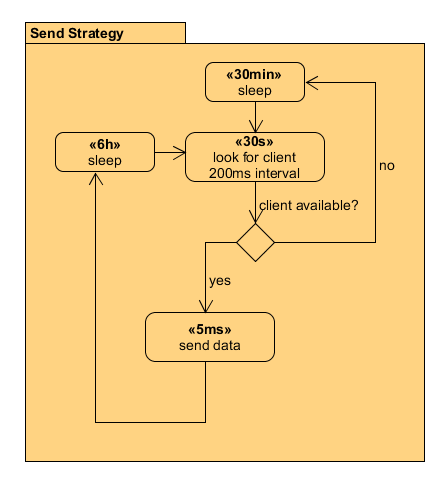 Send Strategy
«30min»
sleep
«6h»
sleep
«30s»
look for client
200ms interval
no
client available?
yes
«5ms»
send data